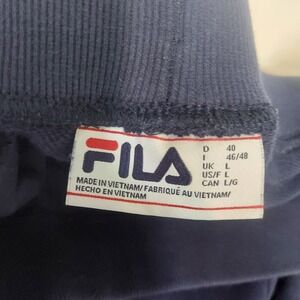 FILA
MADE IN VIETNAM/ FABRIQUÉ AU VIETNAM/
HECHO EN VIETNAM
D 40
I 46/48
UK L
US/F L
CAN L/G